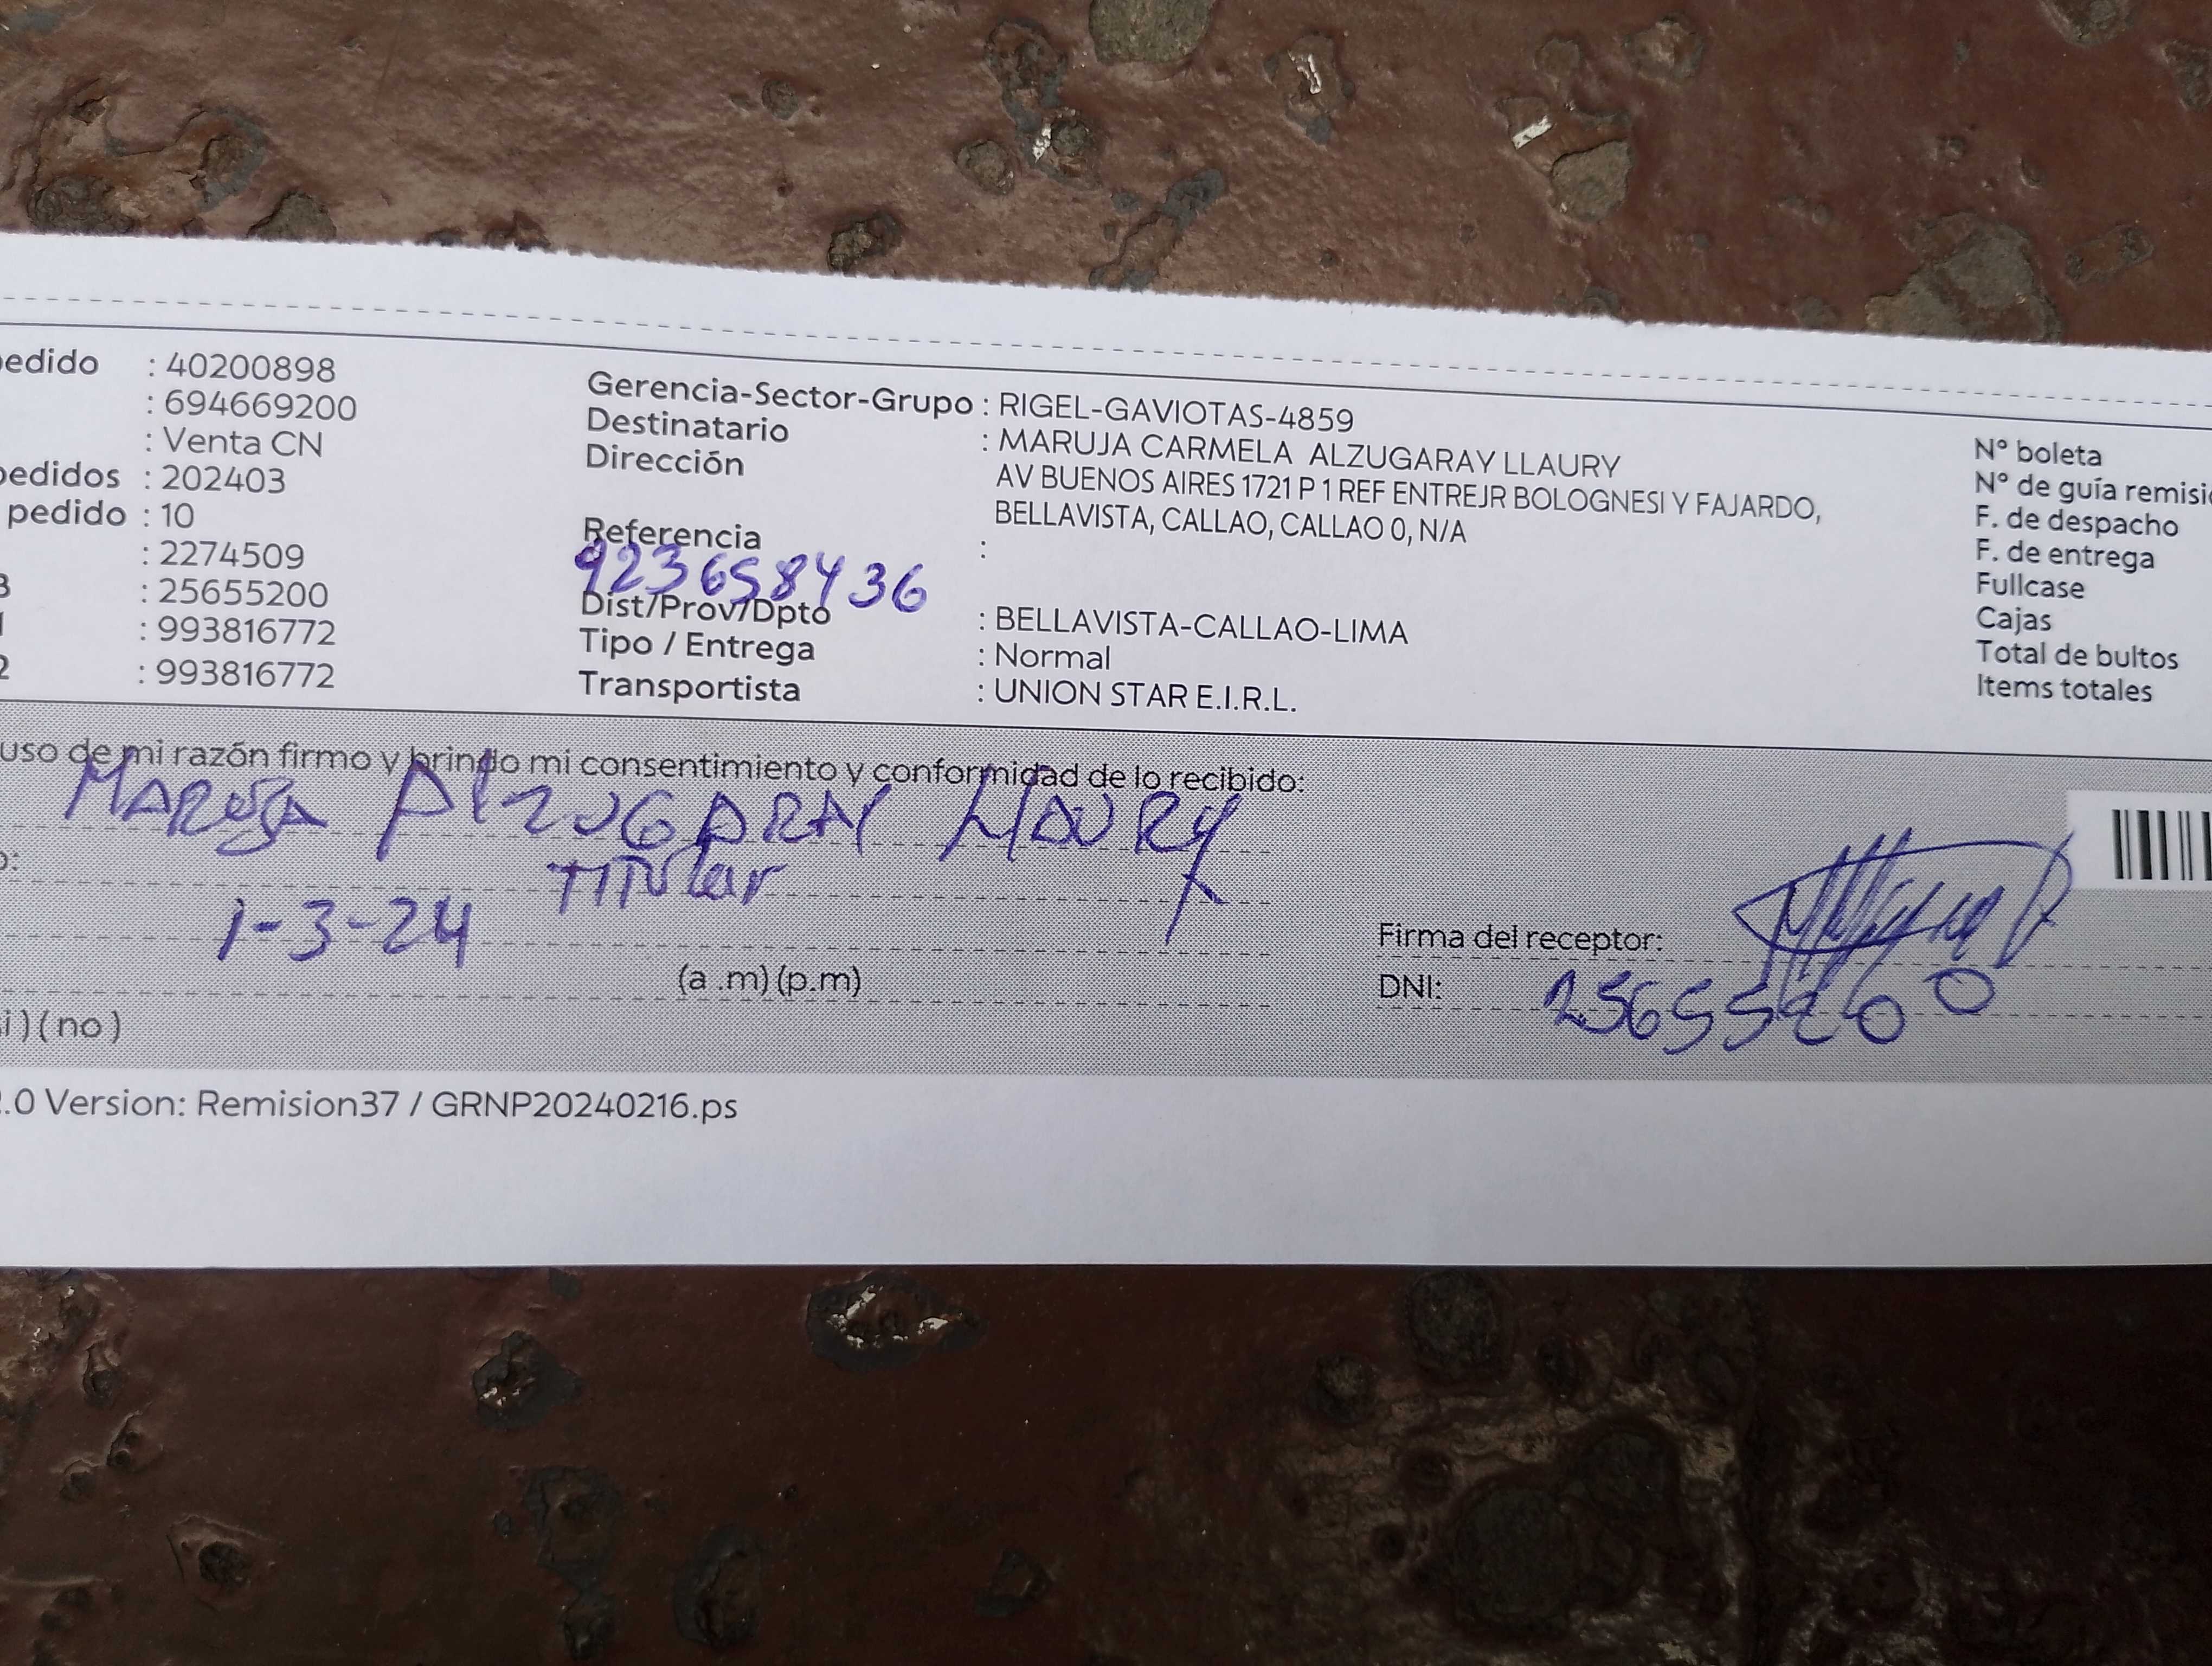 pedido : 40200898
: 694669200
: Venta CN
pedidos : 202403
pedido : 10
: 2274509
3 : 25655200
1 : 993816772
2 : 993816772
Gerencia-Sector-Grupo : RIGEL-GAVIOTAS-4859
Destinatario : MARUJA CARMELA ALZUGARAY LLAURY
Dirección AV BUENOS AIRES 1721 P 1 REF ENTREJR BOLOGNESI Y FAJARDO,
BELLAVISTA, CALLAO, CALLAO 0, N/A
Referencia :
923658436
Dist/Prov/Dpto : BELLAVISTA-CALLAO-LIMA
Tipo / Entrega : Normal
Transportista : UNION STAR E.I.R.L.
N° boleta
N° de guía remisi
F. de despacho
F. de entrega
Fullcase
Cajas
Total de bultos
Items totales
uso de mi razón firmo y brindo mi consentimiento y conformidad de lo recibido:
MARUJA AlZUGARAY LlAURY
o:
TITUlar
1-3-24
(a .m) (p.m)
i ) ( no )
Firma del receptor:
DNI: 25655200
.0 Version: Remision37 / GRNP20240216.ps